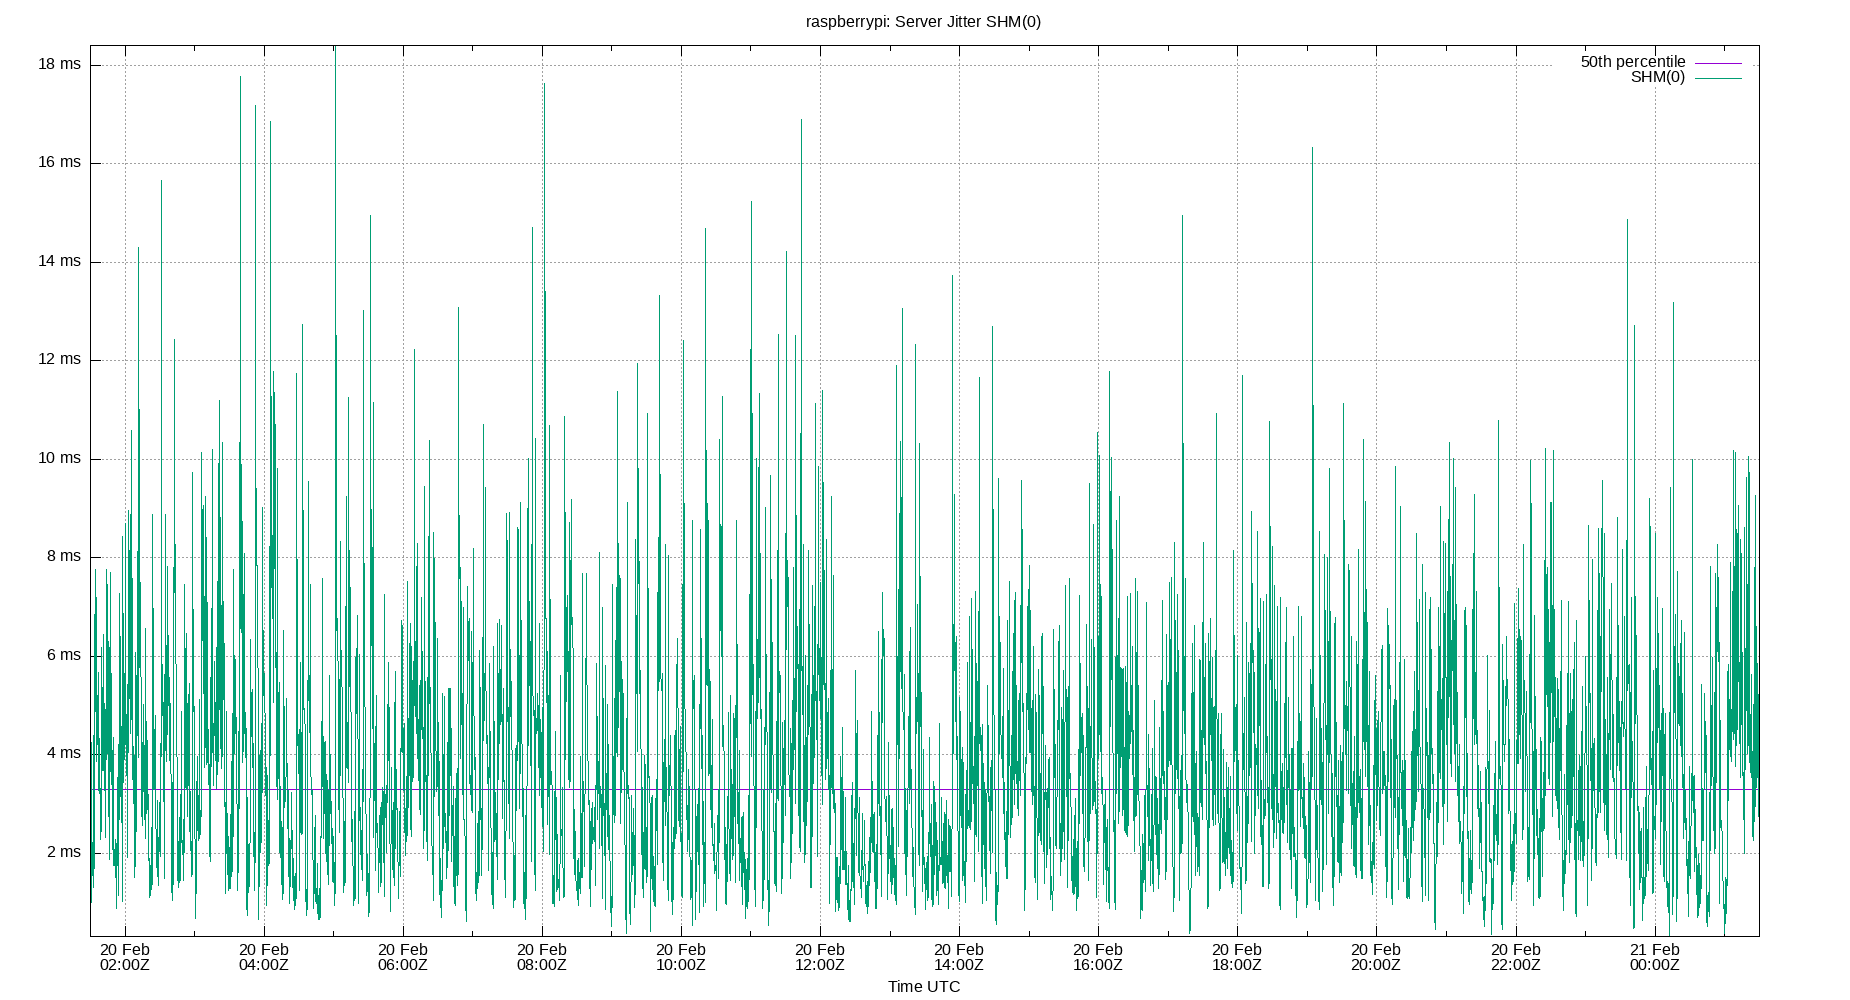 raspberrypi: Server Jitter SHM(0)
50th percentile
SHM(0)
18 ms
16 ms
14 ms
12 ms
10 ms
8 ms
6 ms
4 ms
2 ms
20 Feb 20 Feb 20 Feb 20 Feb 20 Feb 20 Feb 20 Feb 20 Feb 20 Feb 20 Feb 20 Feb 21 Feb
02:00Z 04:00Z 06:00Z 08:00Z 10:00Z 12:00Z 14:00Z 16:00Z 18:00Z 20:00Z 22:00Z 00:00Z
Time UTC